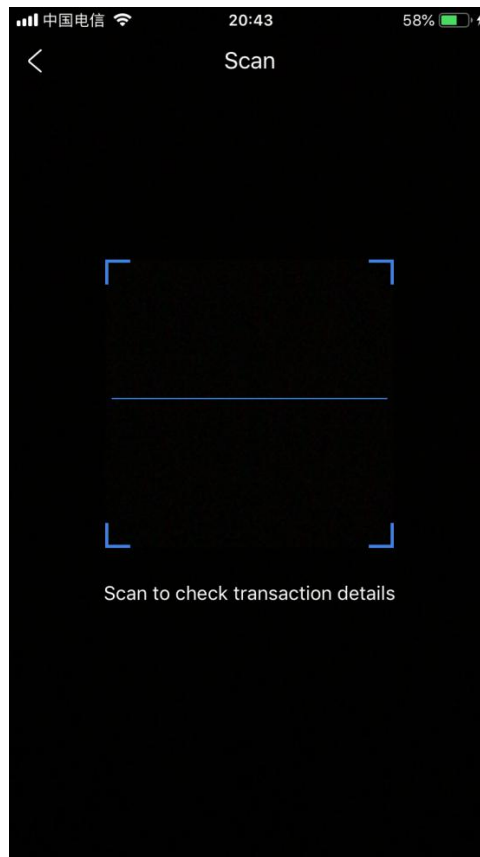 中国电信 20:43 58%
Scan
Scan to check transaction details